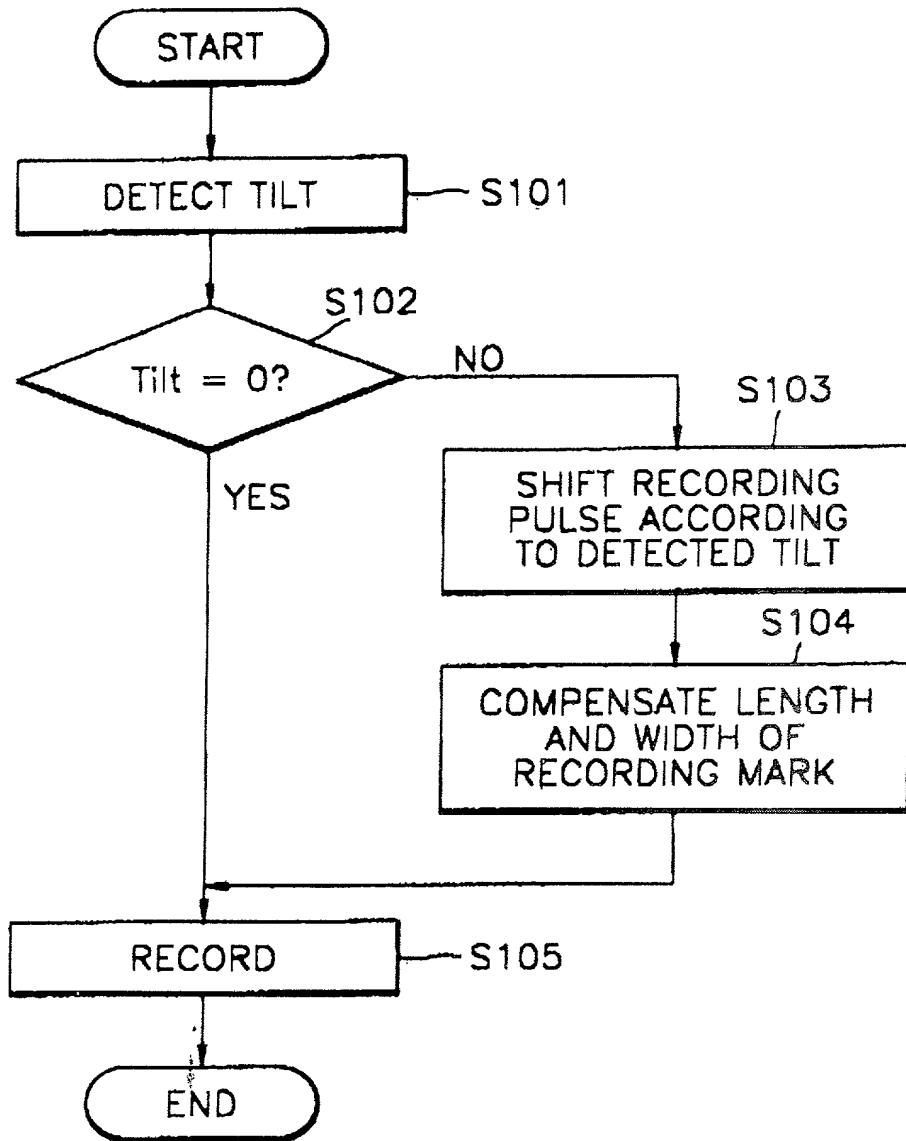 START
DETECT TILT
S101
S102
Tilt = 0?
NO
YES
S103
SHIFT RECORDING
PULSE ACCORDING
TO DETECTED TILT
S104
COMPENSATE LENGTH
AND WIDTH OF
RECORDING MARK
RECORD
S105
END